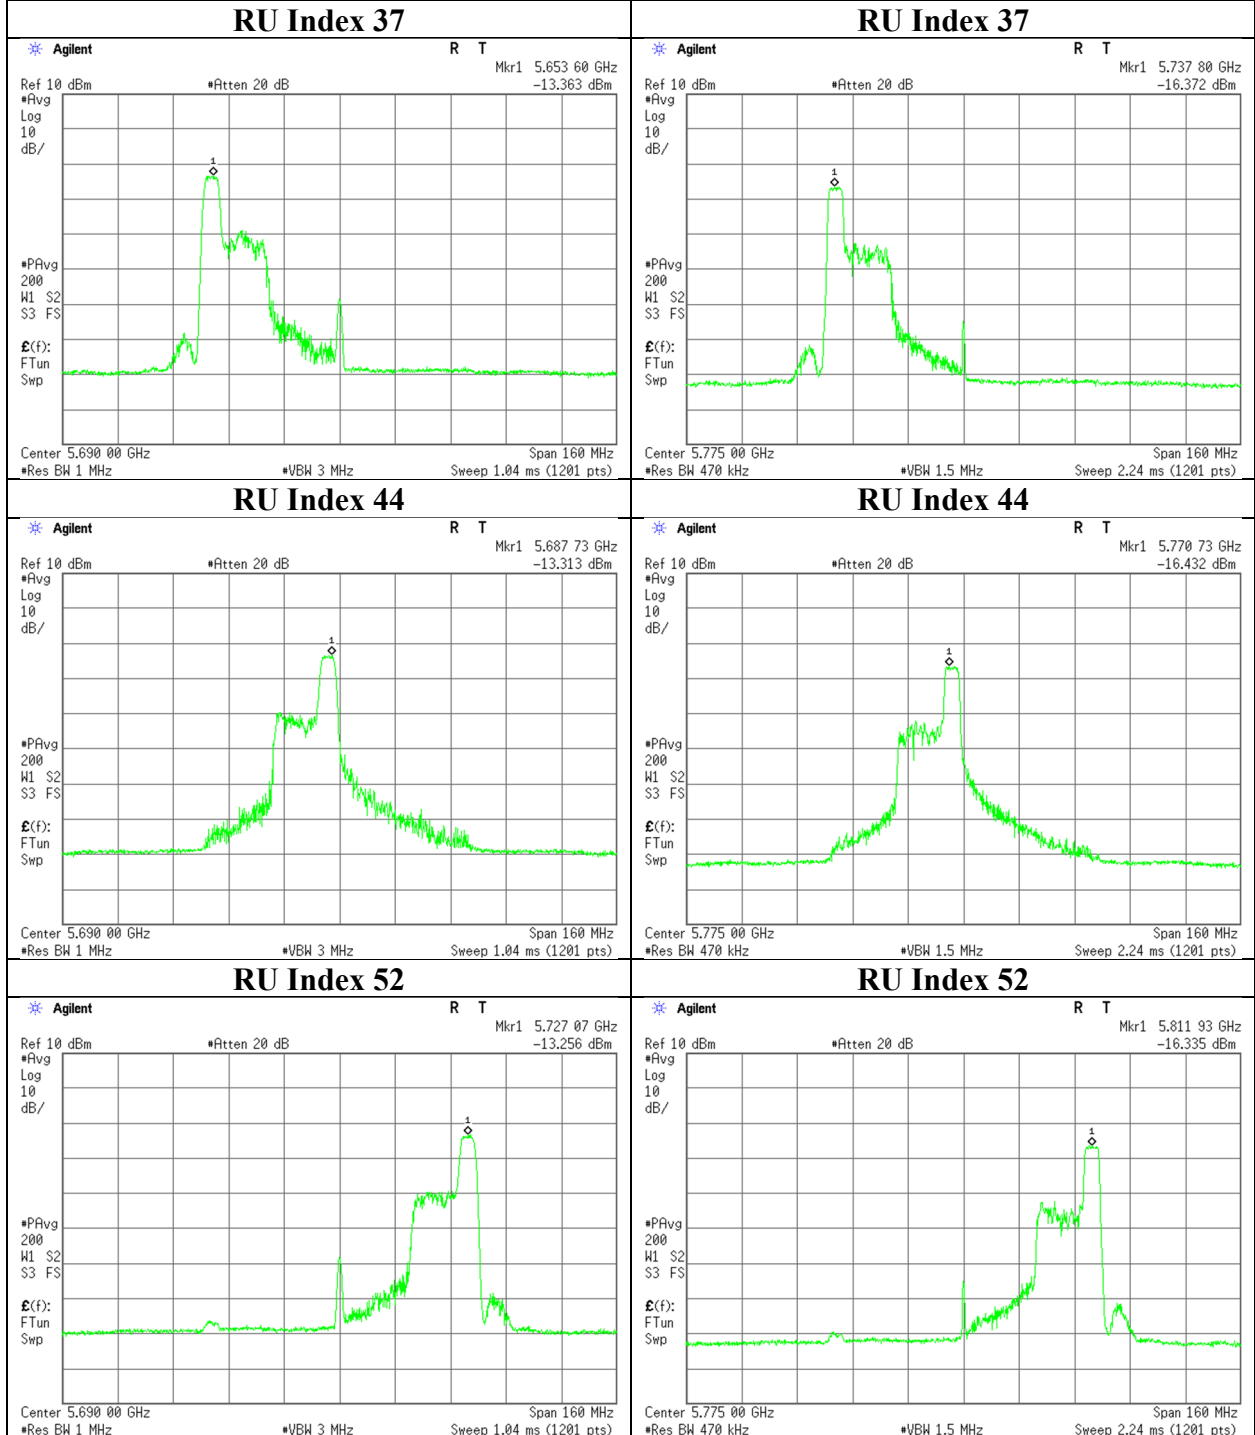 RU Index 37
Agilent R T
Mkr1 5.653 60 GHz
Ref 10 dBm #Atten 20 dB -13.363 dBm
#Avg
Log
10
dB/
1
#PAvg
200
W1 S2
S3 FS
£(f):
FTun
Swp
Center 5.690 00 GHz Span 160 MHz
#Res BW 1 MHz #VBW 3 MHz Sweep 1.04 ms (1201 pts)
RU Index 37
Agilent R T
Mkr1 5.737 80 GHz
Ref 10 dBm #Atten 20 dB -16.372 dBm
#Avg
Log
10
dB/
1
#PAvg
200
W1 S2
S3 FS
£(f):
FTun
Swp
Center 5.775 00 GHz Span 160 MHz
#Res BW 470 kHz #VBW 1.5 MHz Sweep 2.24 ms (1201 pts)
RU Index 44
Agilent R T
Mkr1 5.687 73 GHz
Ref 10 dBm #Atten 20 dB -13.313 dBm
#Avg
Log
10
dB/
1
#PAvg
200
W1 S2
S3 FS
£(f):
FTun
Swp
Center 5.690 00 GHz Span 160 MHz
#Res BW 1 MHz #VBW 3 MHz Sweep 1.04 ms (1201 pts)
RU Index 44
Agilent R T
Mkr1 5.770 73 GHz
Ref 10 dBm #Atten 20 dB -16.432 dBm
#Avg
Log
10
dB/
1
#PAvg
200
W1 S2
S3 FS
£(f):
FTun
Swp
Center 5.775 00 GHz Span 160 MHz
#Res BW 470 kHz #VBW 1.5 MHz Sweep 2.24 ms (1201 pts)
RU Index 52
Agilent R T
Mkr1 5.727 07 GHz
Ref 10 dBm #Atten 20 dB -13.256 dBm
#Avg
Log
10
dB/
1
#PAvg
200
W1 S2
S3 FS
£(f):
FTun
Swp
Center 5.690 00 GHz Span 160 MHz
#Res BW 1 MHz #VBW 3 MHz Sweep 1.04 ms (1201 pts)
RU Index 52
Agilent R T
Mkr1 5.811 93 GHz
Ref 10 dBm #Atten 20 dB -16.335 dBm
#Avg
Log
10
dB/
1
#PAvg
200
W1 S2
S3 FS
£(f):
FTun
Swp
Center 5.775 00 GHz Span 160 MHz
#Res BW 470 kHz #VBW 1.5 MHz Sweep 2.24 ms (1201 pts)